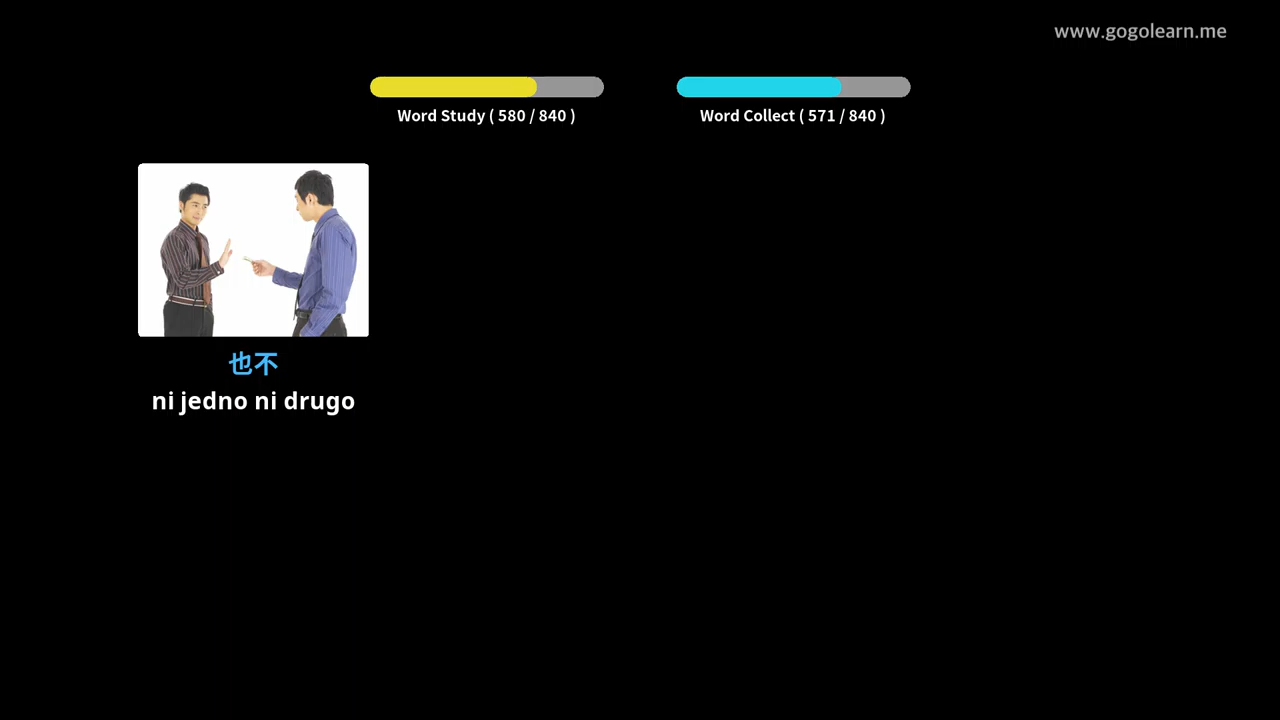 www.gogolearn.me
Word Study ( 580 / 840 )
Word Collect ( 571 / 840 )
也不
ni jedno ni drugo